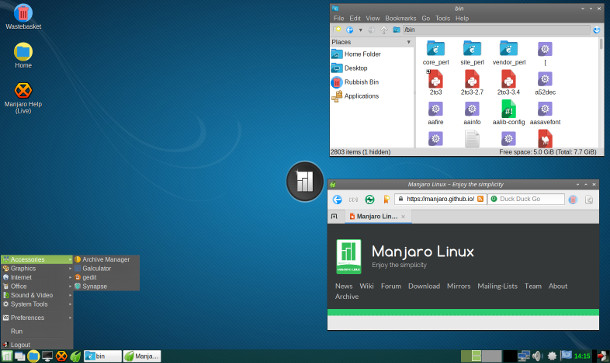 Wastebasket
Home
Manjaro Help
(Live)
bin
File Edit View Bookmarks Go Tools Help
/bin
Places
Home Folder
Desktop
Rubbish Bin
Applications
core_perl site_perl vendor_perl [
2to3 2to3-2.7 2to3-3.4 a52dec
aafire aainfo aalib-config aasavefont
2803 items (1 hidden) Free space: 5.0 GiB (Total: 7.7 GiB)
Manjaro Linux - Enjoy the simplicity
https://manjaro.github.io/ Duck Duck Go
Manjaro Lin...
MANJARO LINUX
Manjaro Linux
Enjoy the simplicity
News Wiki Forum Download Mirrors Mailing-Lists Team About
Archive
Accessories
Graphics
Internet
Office
Sound & Video
System Tools
Preferences
Run
Logout
Archive Manager
Galculator
gedit
Synapse
bin
Manja...
14:15